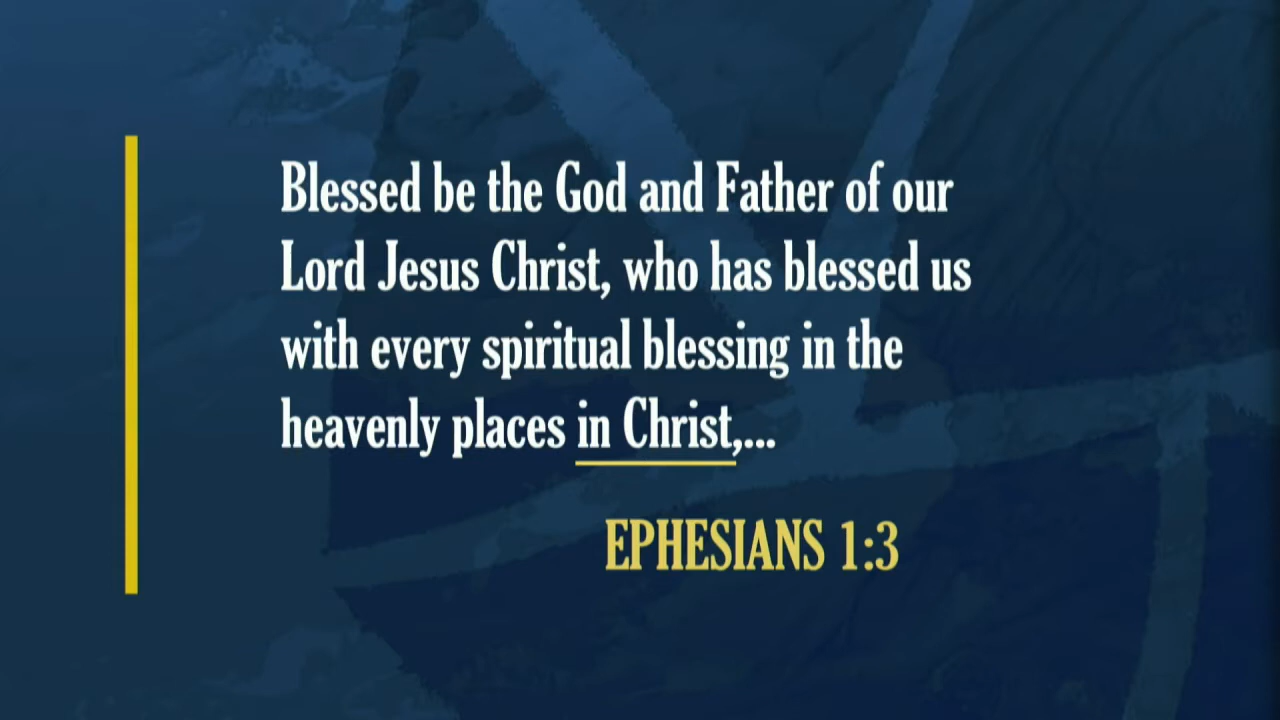 Blessed be the God and Father of our
Lord Jesus Christ, who has blessed us
with every spiritual blessing in the
heavenly places in Christ,...
EPHESIANS 1:3